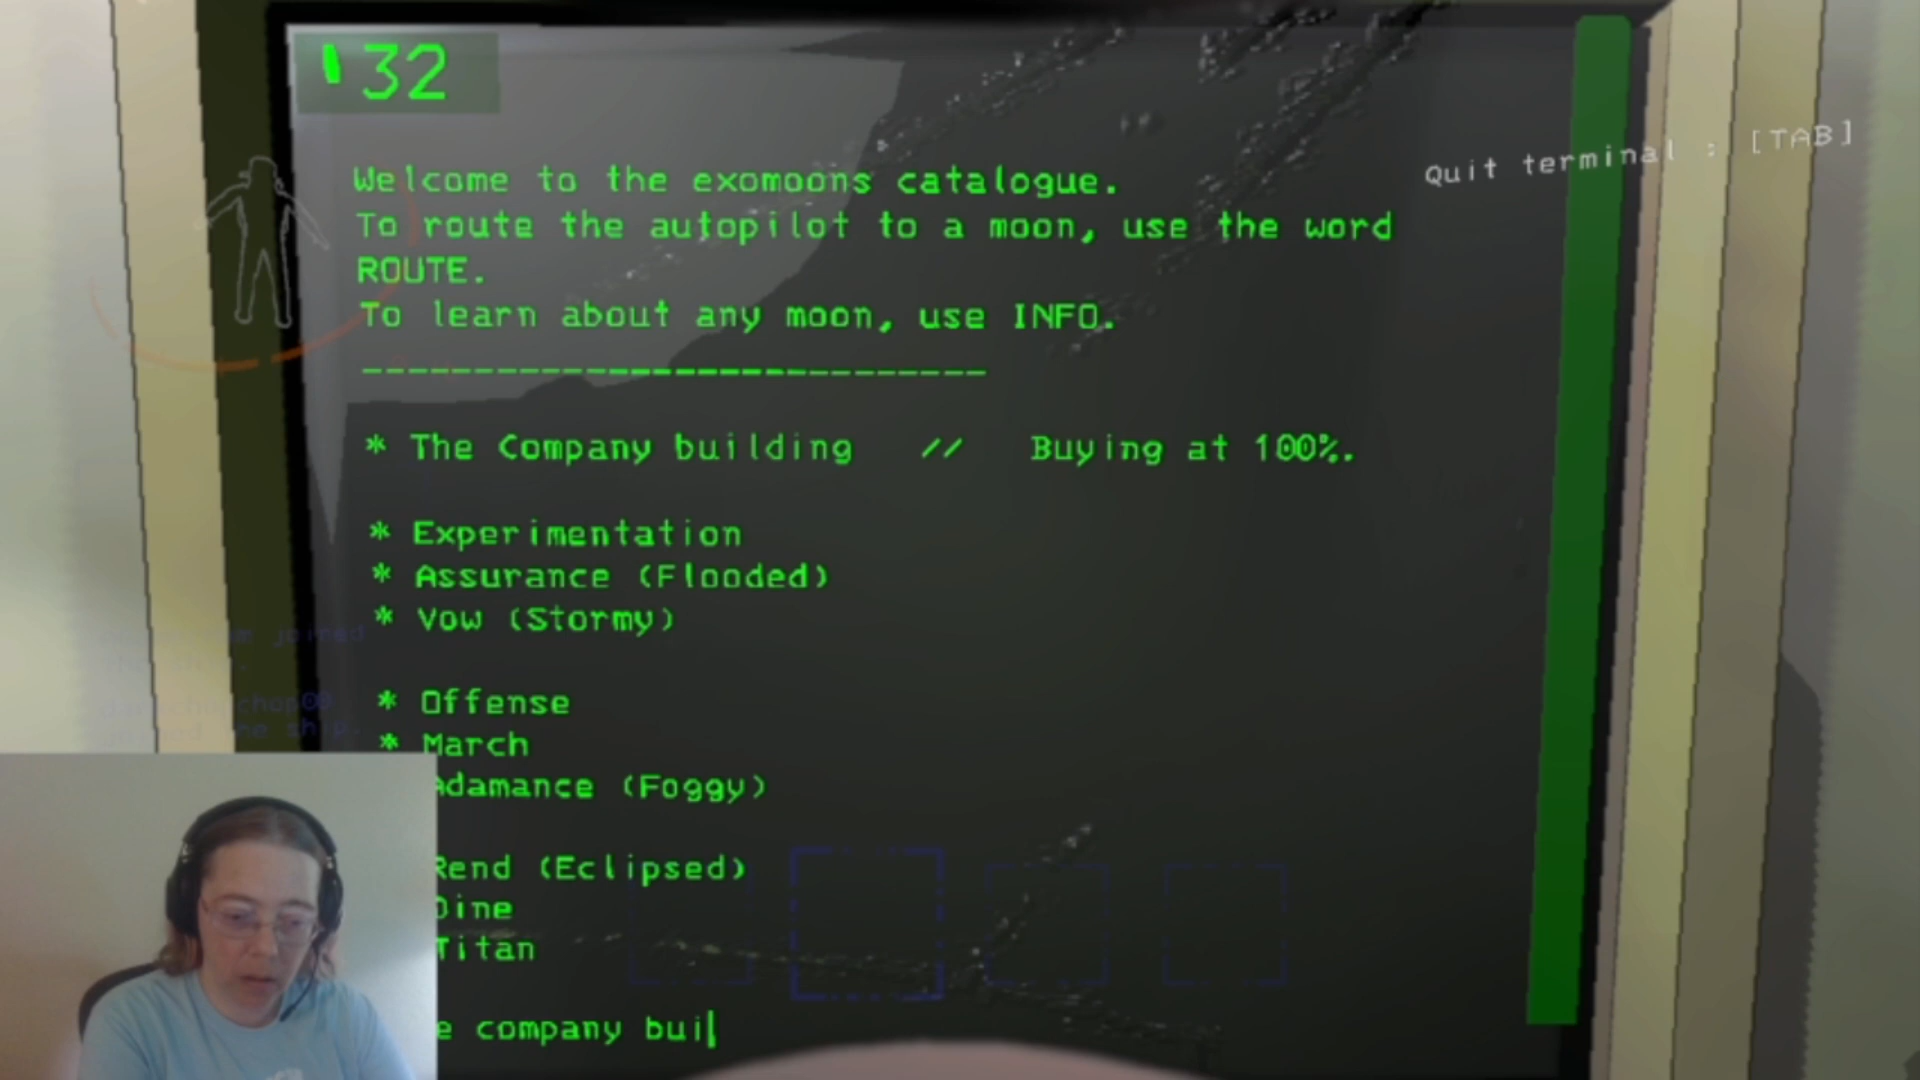 32
Quit terminal : [TAB]
Welcome to the exomoons catalogue.
To route the autopilot to a moon, use the word
ROUTE.
To learn about any moon, use INFO.
----------------------------
* The Company building // Buying at 100%.
* Experimentation
* Assurance (Flooded)
* Vow (Stormy)
* Offense
* March
Adamance (Foggy)
Rend (Eclipsed)
Dine
Titan
e company bui
joined